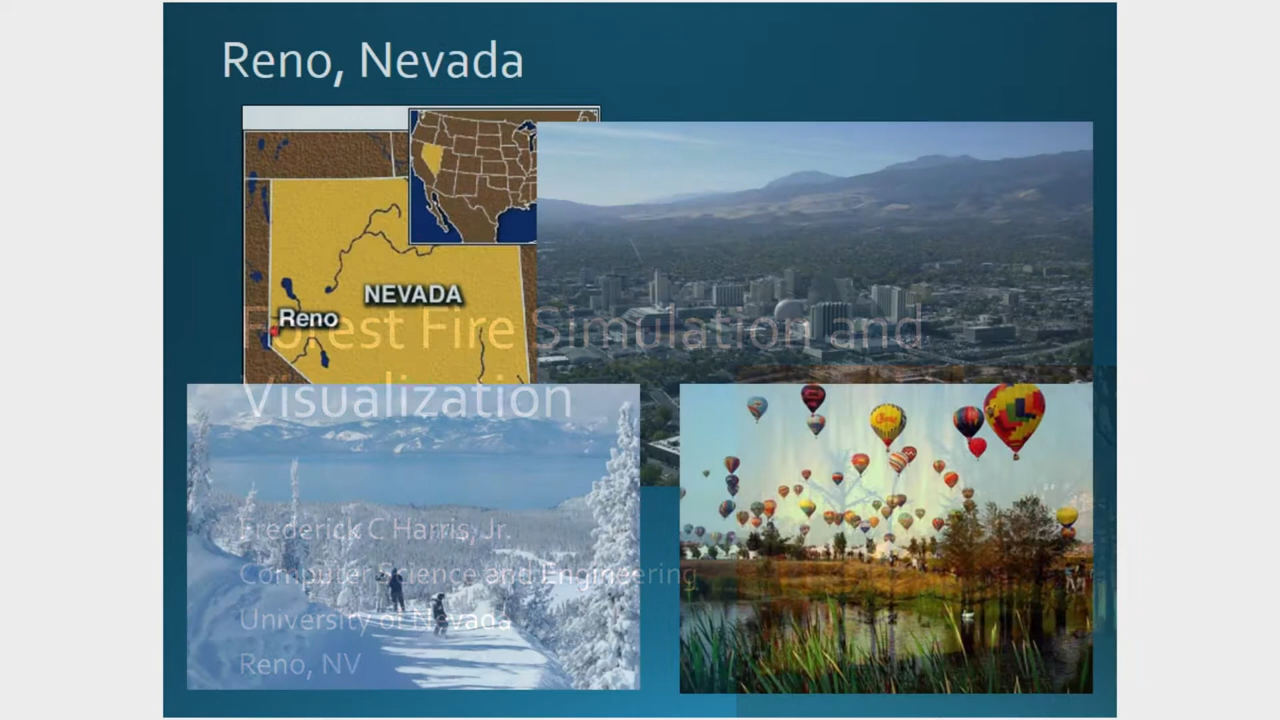 Reno, Nevada
NEVADA
Reno
Forest Fire Simulation and
Visualization
Frederick C Harris, Jr.
Computer Science and Engineering
University of Nevada
Reno, NV